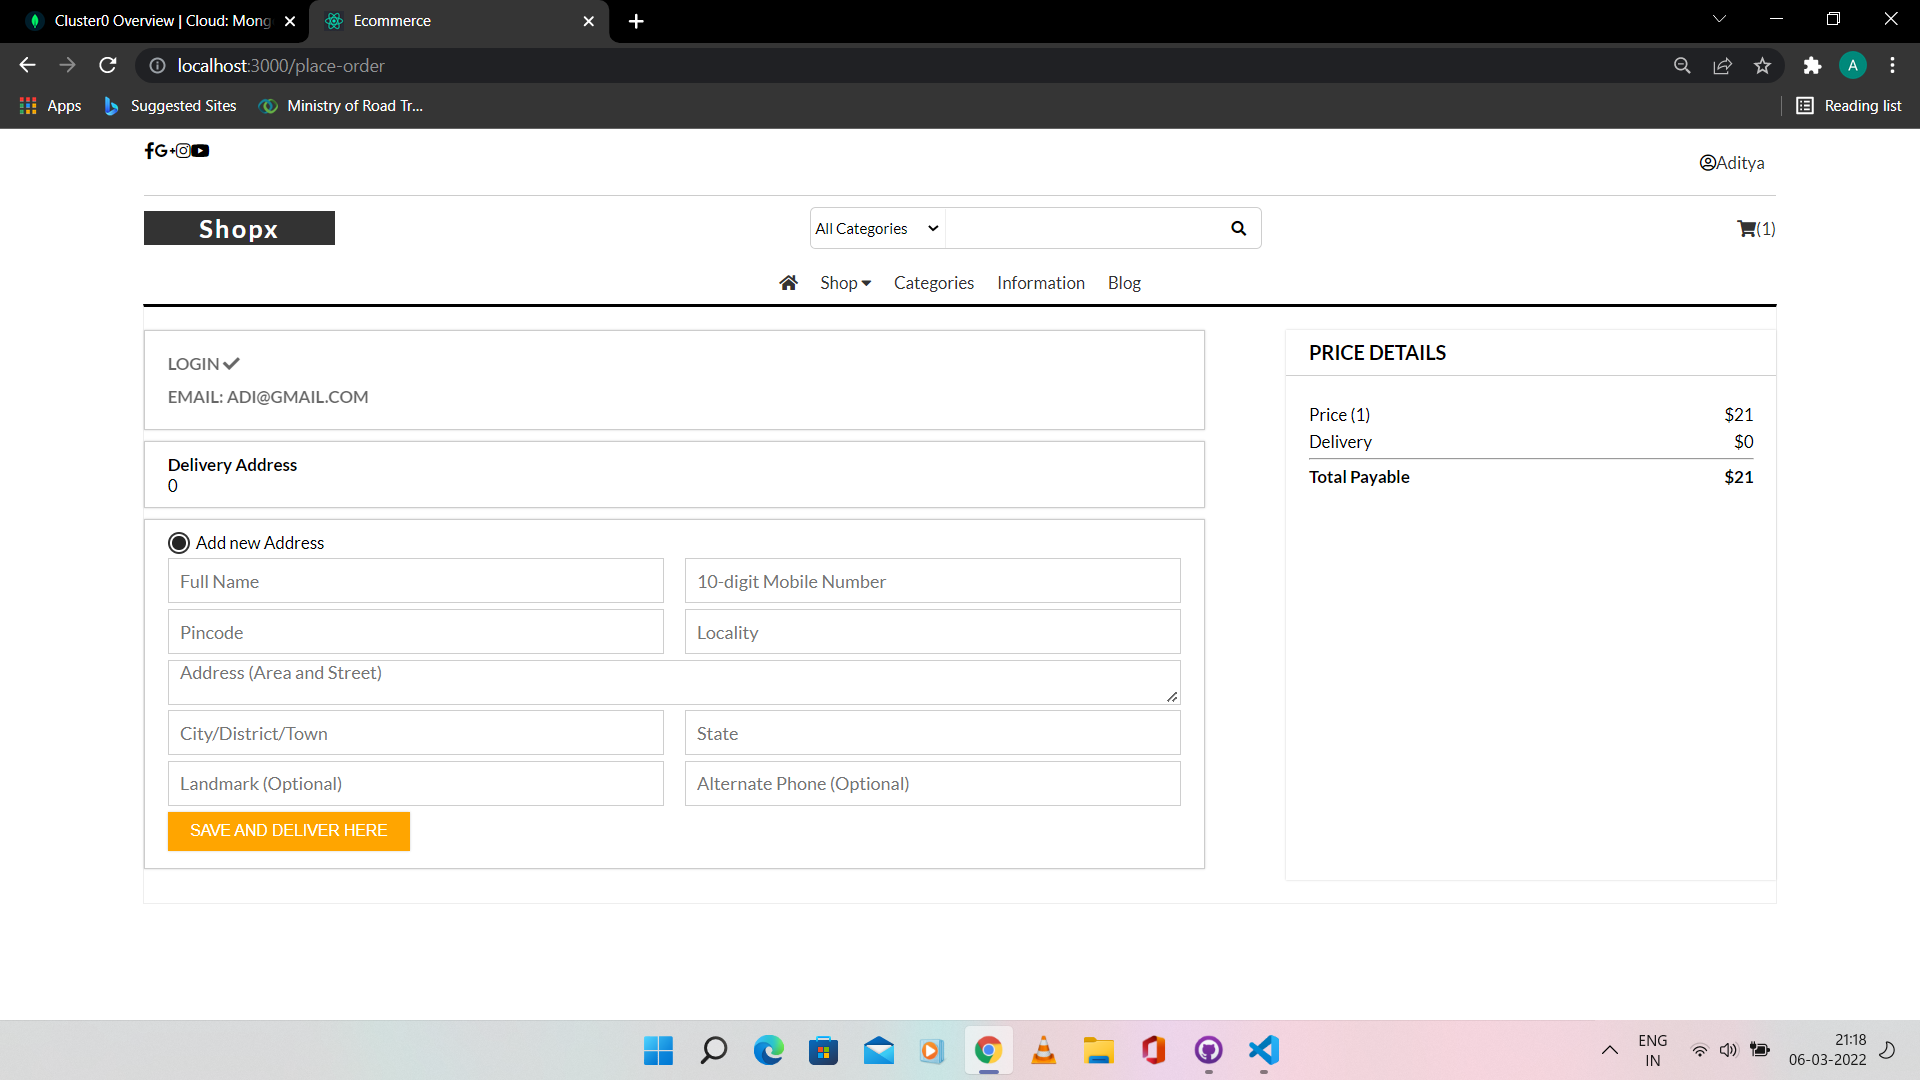 Cluster0 Overview | Cloud: Mong
Ecommerce
localhost:3000/place-order
A
Apps
Suggested Sites
Ministry of Road Tr...
Reading list
Aditya
Shopx
All Categories
(1)
Shop
Categories
Information
Blog
LOGIN
EMAIL: ADI@GMAIL.COM
Delivery Address
0
Add new Address
Full Name
10-digit Mobile Number
Pincode
Locality
Address (Area and Street)
City/District/Town
State
Landmark (Optional)
Alternate Phone (Optional)
SAVE AND DELIVER HERE
PRICE DETAILS
Price (1) $21
Delivery $0
Total Payable $21
ENG
IN
21:18
06-03-2022